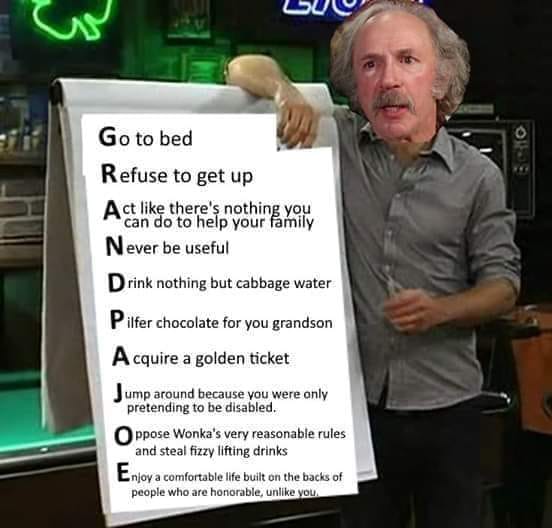 Go to bed
Refuse to get up
Act like there's nothing you
can do to help your family
Never be useful
Drink nothing but cabbage water
Pilfer chocolate for you grandson
Acquire a golden ticket
Jump around because you were only
pretending to be disabled.
Oppose Wonka's very reasonable rules
and steal fizzy lifting drinks
Enjoy a comfortable life built on the backs of
people who are honorable, unlike you.